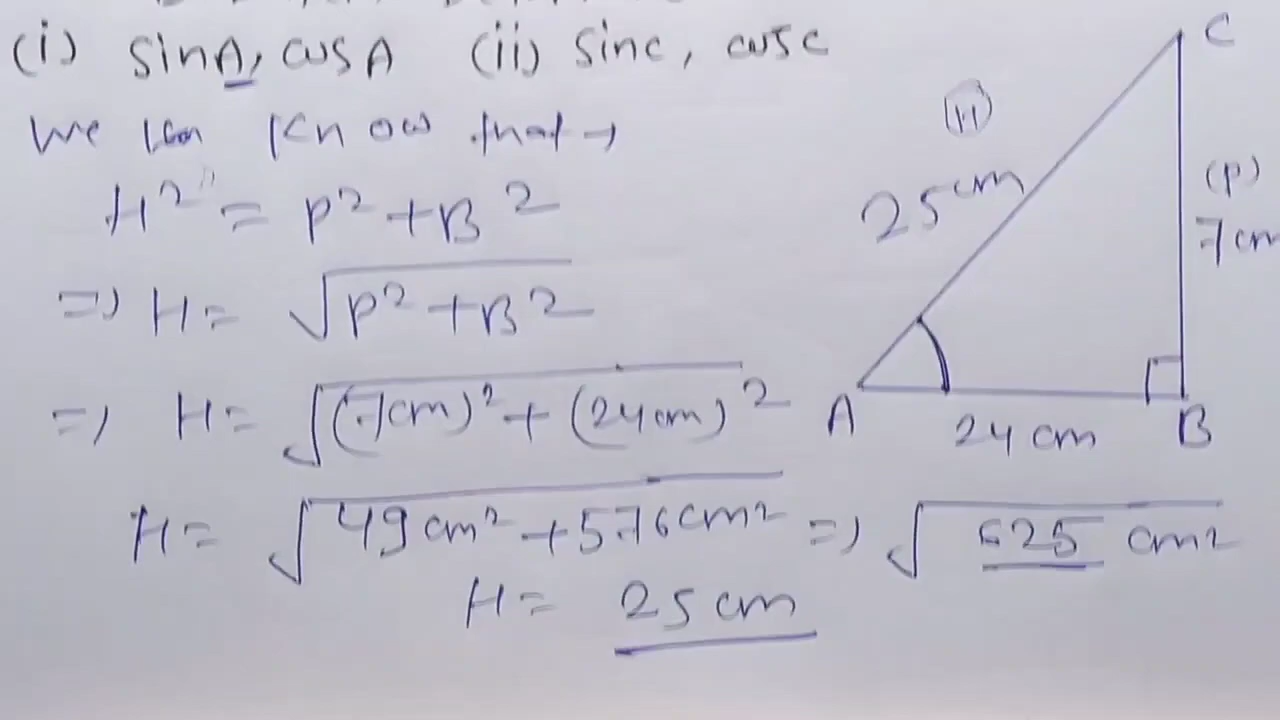 (i) sinA, cosA (ii) sinc, cosc
We can know that →
H² = P² + B²
=> H = √P² + B²
=> H = √(7cm)² + (24cm)²
H = √49cm² + 576cm² => √625 cm²
H = 25 cm
C
(H)
25cm
(P)
7cm
A
24 cm
B